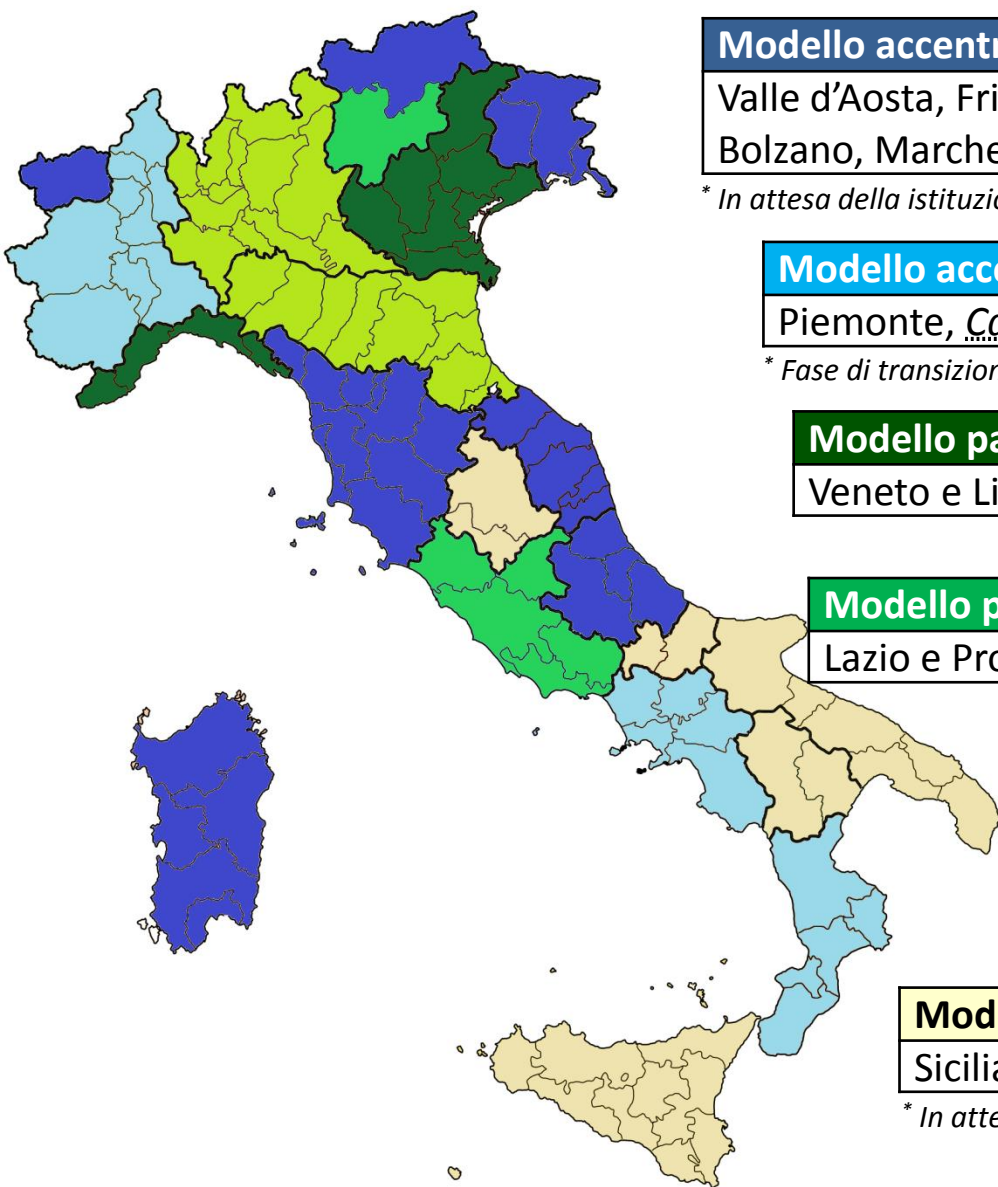 Modello accentr
Valle d’Aosta, Fri
Bolzano, Marche
* In attesa della istituzio
Modello acce
Piemonte, Ca
* Fase di transizion
Modello pa
Veneto e Li
Modello p
Lazio e Pro
Mod
Sicilia
* In atte